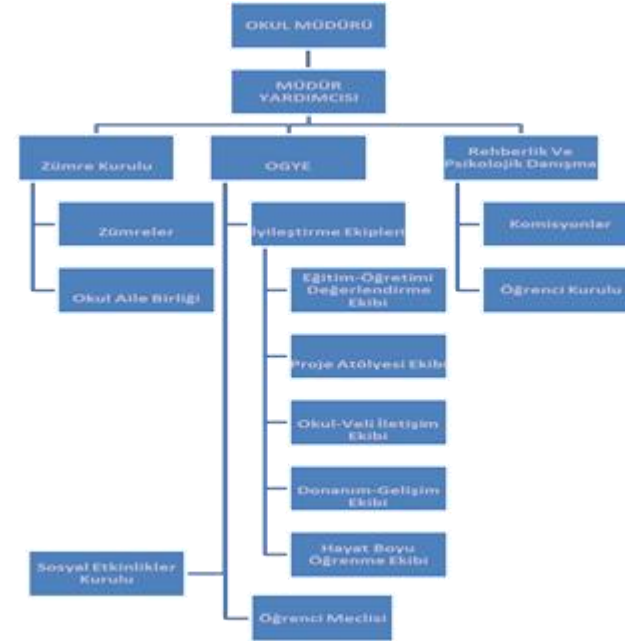 OKUL MÜDÜRÜ
MÜDÜR
YARDIMCISI
Zümre Kurulu
OGYE
Rehberlik Ve
Psikolojik Danışma
Zümreler
Okul Aile Birliği
İyileştirme Ekipleri
Eğitim-Öğretimi
Değerlendirme
Ekibi
Proje Atölyesi Ekibi
Okul-Veli İletişim
Ekibi
Donanım-Gelişim
Ekibi
Hayat Boyu
Öğrenme Ekibi
Komisyonlar
Öğrenci Kurulu
Sosyal Etkinlikler
Kurulu
Öğrenci Meclisi